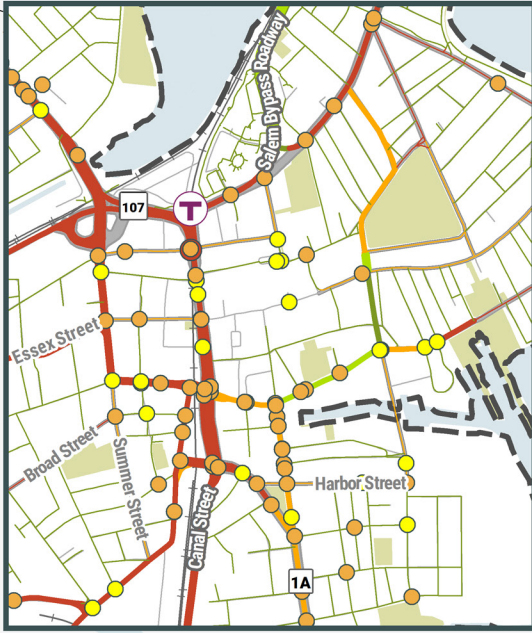 Salem Bypass Roadway
107
T
Essex Street
Broad Street
Summer Street
Harbor Street
Canal Street
1A